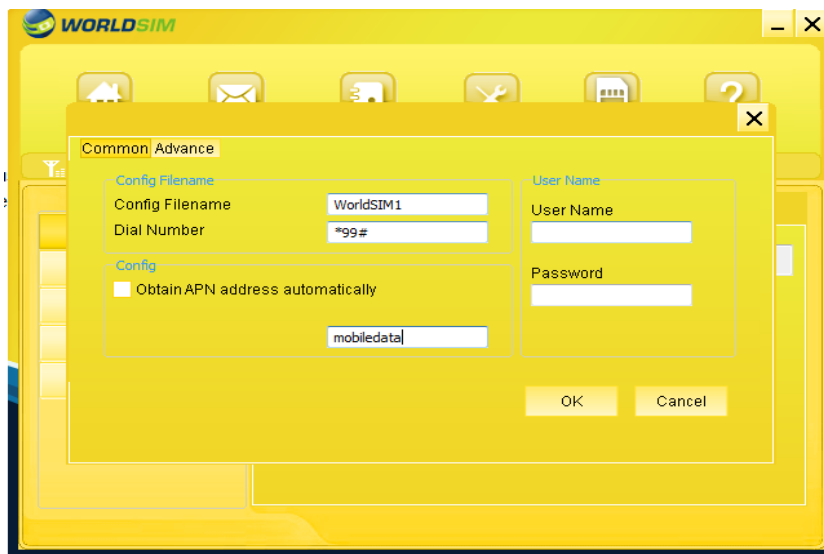 WORLDSIM
Common Advance
Config Filename
Config Filename WorldSIM1
Dial Number *99#
Config
Obtain APN address automatically
mobiledata
User Name
User Name
Password
OK Cancel